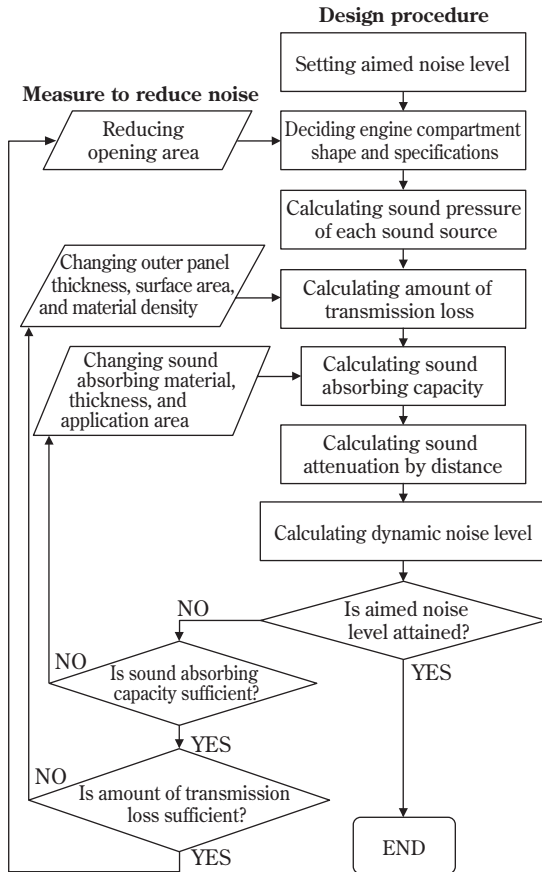 Design procedure
Setting aimed noise level
Measure to reduce noise
Reducing
opening area
Deciding engine compartment
shape and specifications
Calculating sound pressure
of each sound source
Changing outer panel
thickness, surface area,
and material density
Calculating amount of
transmission loss
Changing sound
absorbing material,
thickness, and
application area
Calculating sound
absorbing capacity
Calculating sound
attenuation by distance
Calculating dynamic noise level
Is aimed noise
level attained?
NO
YES
Is sound absorbing
capacity sufficient?
NO
YES
Is amount of transmission
loss sufficient?
NO
YES
END